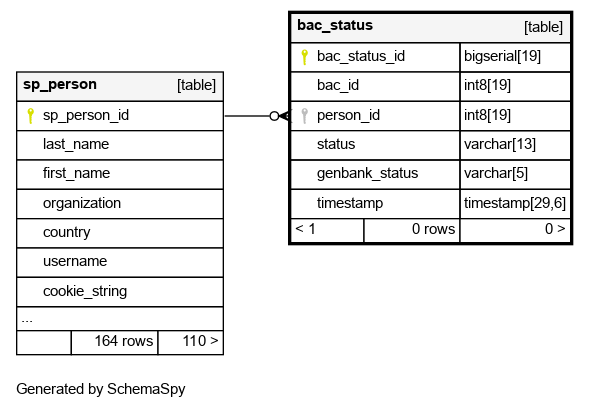 bac_status [table]
bac_status_id bigserial[19]
bac_id int8[19]
person_id int8[19]
status varchar[13]
genbank_status varchar[5]
timestamp timestamp[29,6]
< 1 0 rows 0 >
sp_person [table]
sp_person_id
last_name
first_name
organization
country
username
cookie_string
...
164 rows 110 >
Generated by SchemaSpy